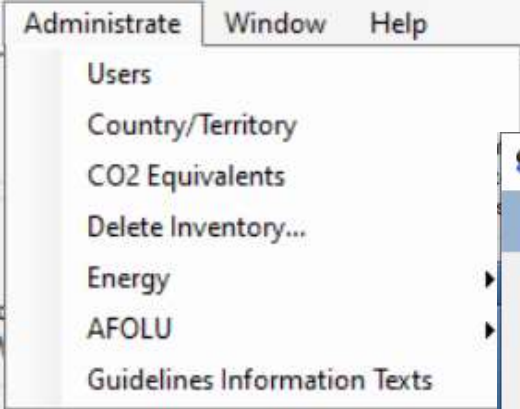 Administrate Window Help
Users
Country/Territory
CO2 Equivalents
Delete Inventory...
Energy
AFOLU
Guidelines Information Texts